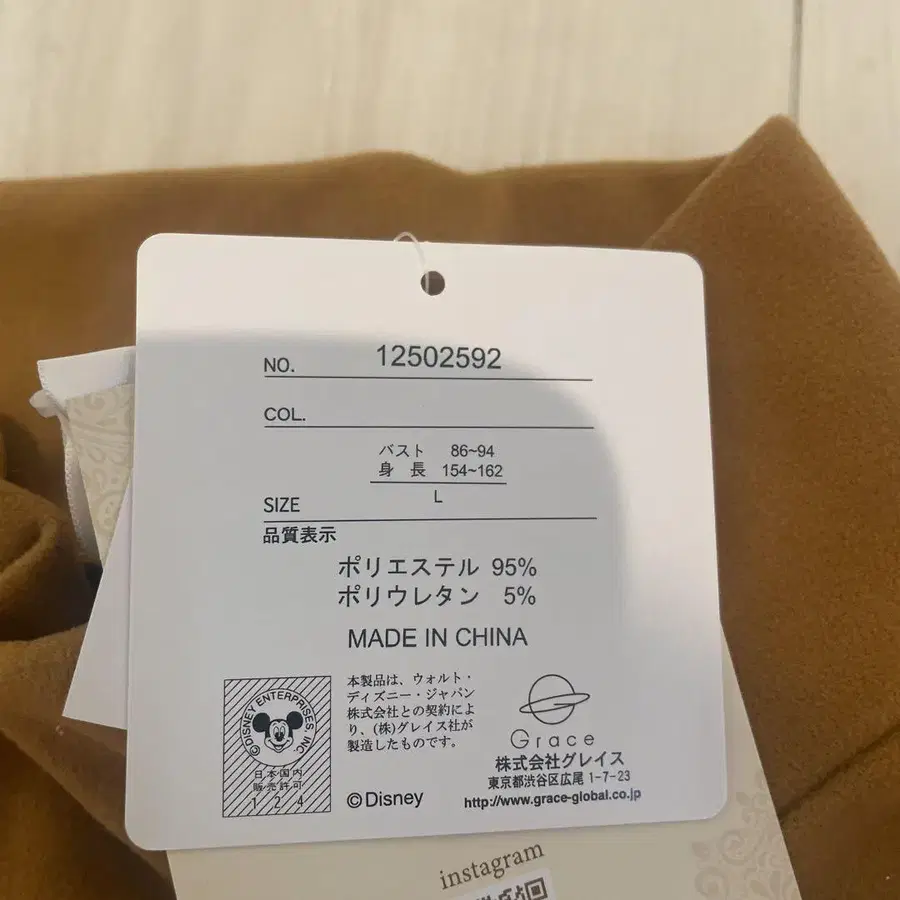 NO. 12502592
COL.
バスト 86~94
身 長 154~162
SIZE L
品質表示
ポリエステル 95%
ポリウレタン 5%
MADE IN CHINA
©DISNEY ENTERPRISES, INC.
日本国内
販売許可
124
本製品は、ウォルト・
ディズニー・ジャパン
株式会社との契約によ
り、(株)グレイス社が
製造したものです。
©Disney
Grace
株式会社グレイス
東京都渋谷区広尾 1-7-23
http://www.grace-global.co.jp
instagram